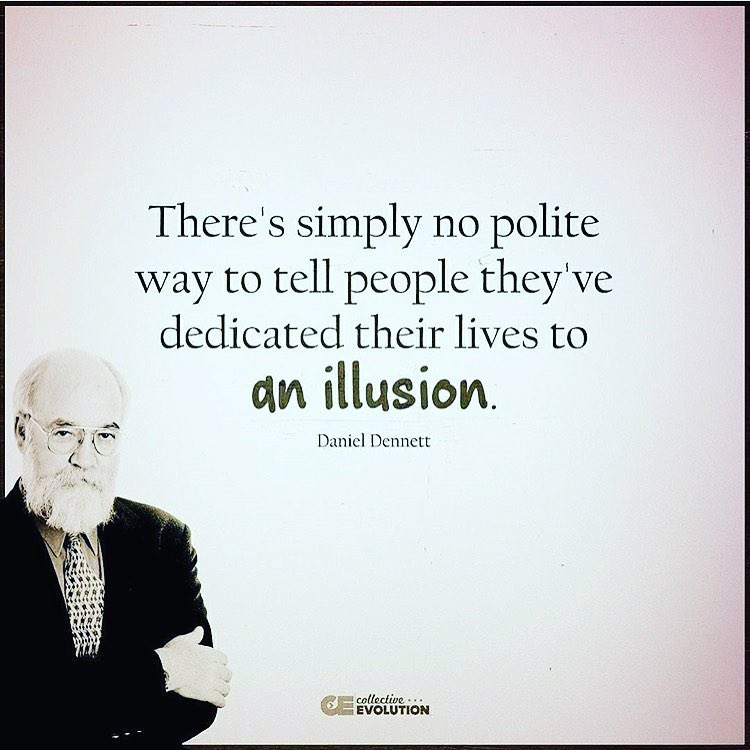 There's simply no polite
way to tell people they've
dedicated their lives to
an illusion.
Daniel Dennett
CE collective
EVOLUTION